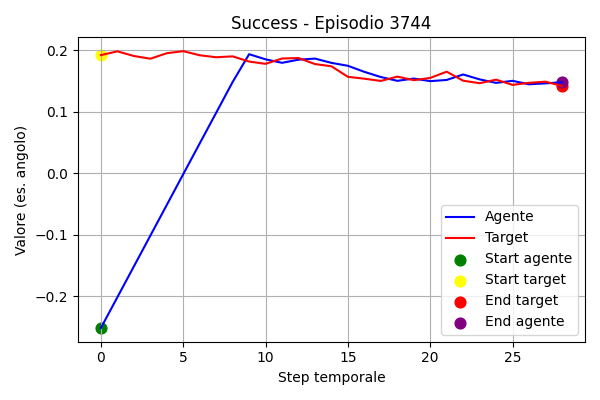 Success - Episodio 3744
Valore (es. angolo)
0.2
0.1
0.0
−0.1
−0.2
0
5
10
15
20
25
Step temporale
Agente
Target
Start agente
Start target
End target
End agente